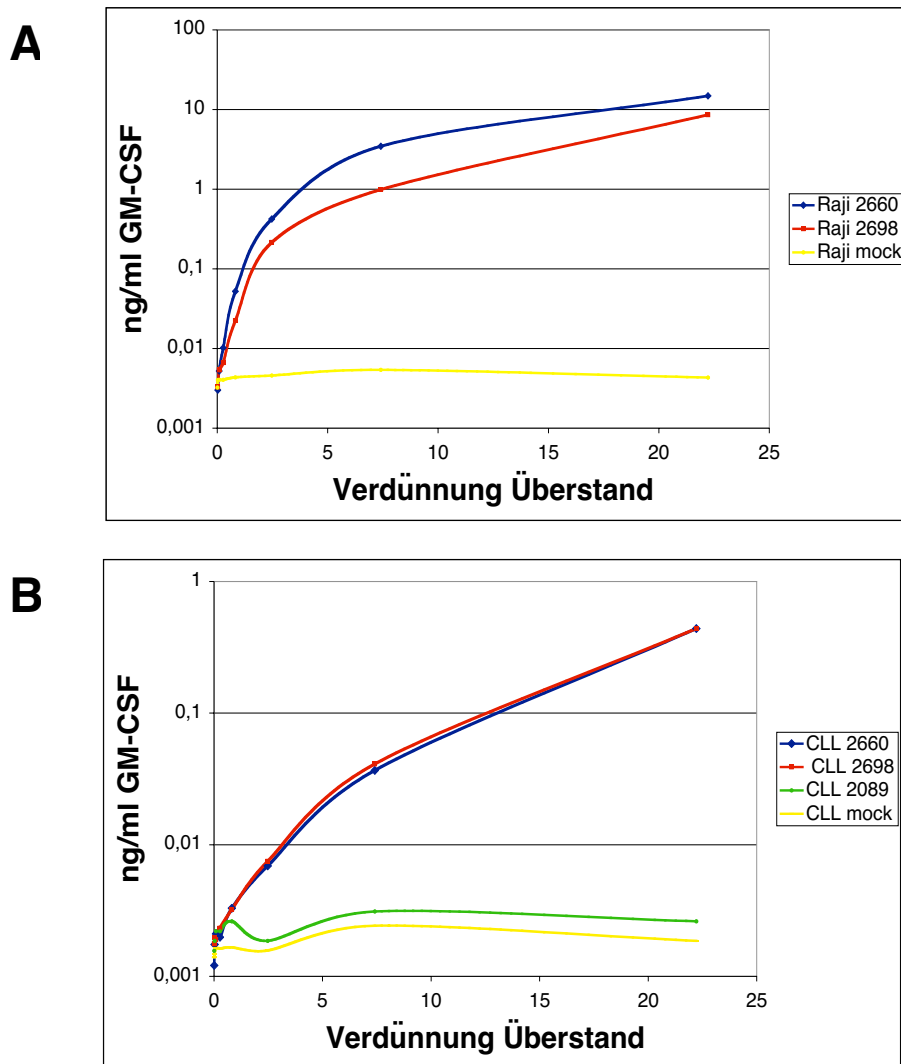 A
100
10
1
0,1
0,01
0,001
ng/ml GM-CSF
0 5 10 15 20 25
Verdünnung Überstand
Raji 2660
Raji 2698
Raji mock
B
1
0,1
0,01
0,001
ng/ml GM-CSF
0 5 10 15 20 25
Verdünnung Überstand
CLL 2660
CLL 2698
CLL 2089
CLL mock